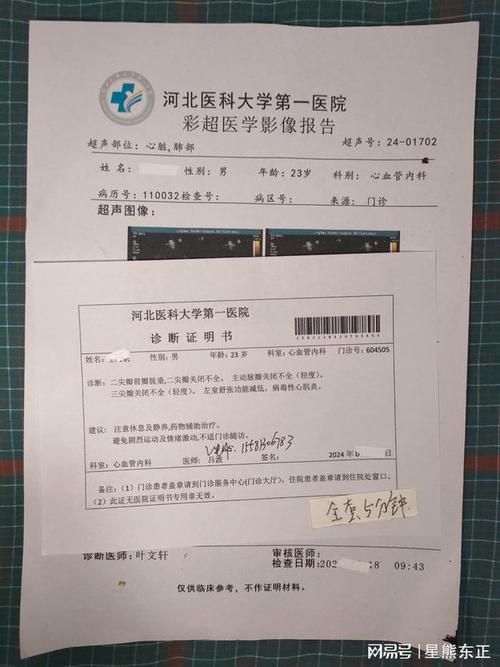 河北医科大学第一医院
彩超医学影像报告
超声部位: 心脏,肺部 超声号: 24-01702
姓名: 性别: 男 年龄: 23岁 科别: 心血管内科
病历号: 110032 检查号: 病区号: 来源: 门诊
超声图像:
河北医科大学第一医院
诊断证明书
姓名: 性别: 男 年龄: 23岁 科室: 心血管内科 门诊号: 604505
诊断: 二尖瓣前瓣脱垂,二尖瓣关闭不全。 主动脉瓣关闭不全(轻度)。
三尖瓣关闭不全(轻度)。 左室舒张功能减低。病毒性心肌炎。
建议: 注意休息及静养,药物辅助治疗。
避免剧烈运动及情绪激动,不适门诊随访。
科室: 心血管内科 医师: 吕波 签名: 2024
备注: (1) 门诊患者盖章请到门诊服务中心(门诊大厅)。住院患者盖章请到住院处窗口。
(2) 此证无医院证明书专用章无效。
诊断医师: 叶文轩 审核医师:
检查日期: 202 8 09:43
仅供临床参考,不作证明材料。
网易号 | 星熊东正